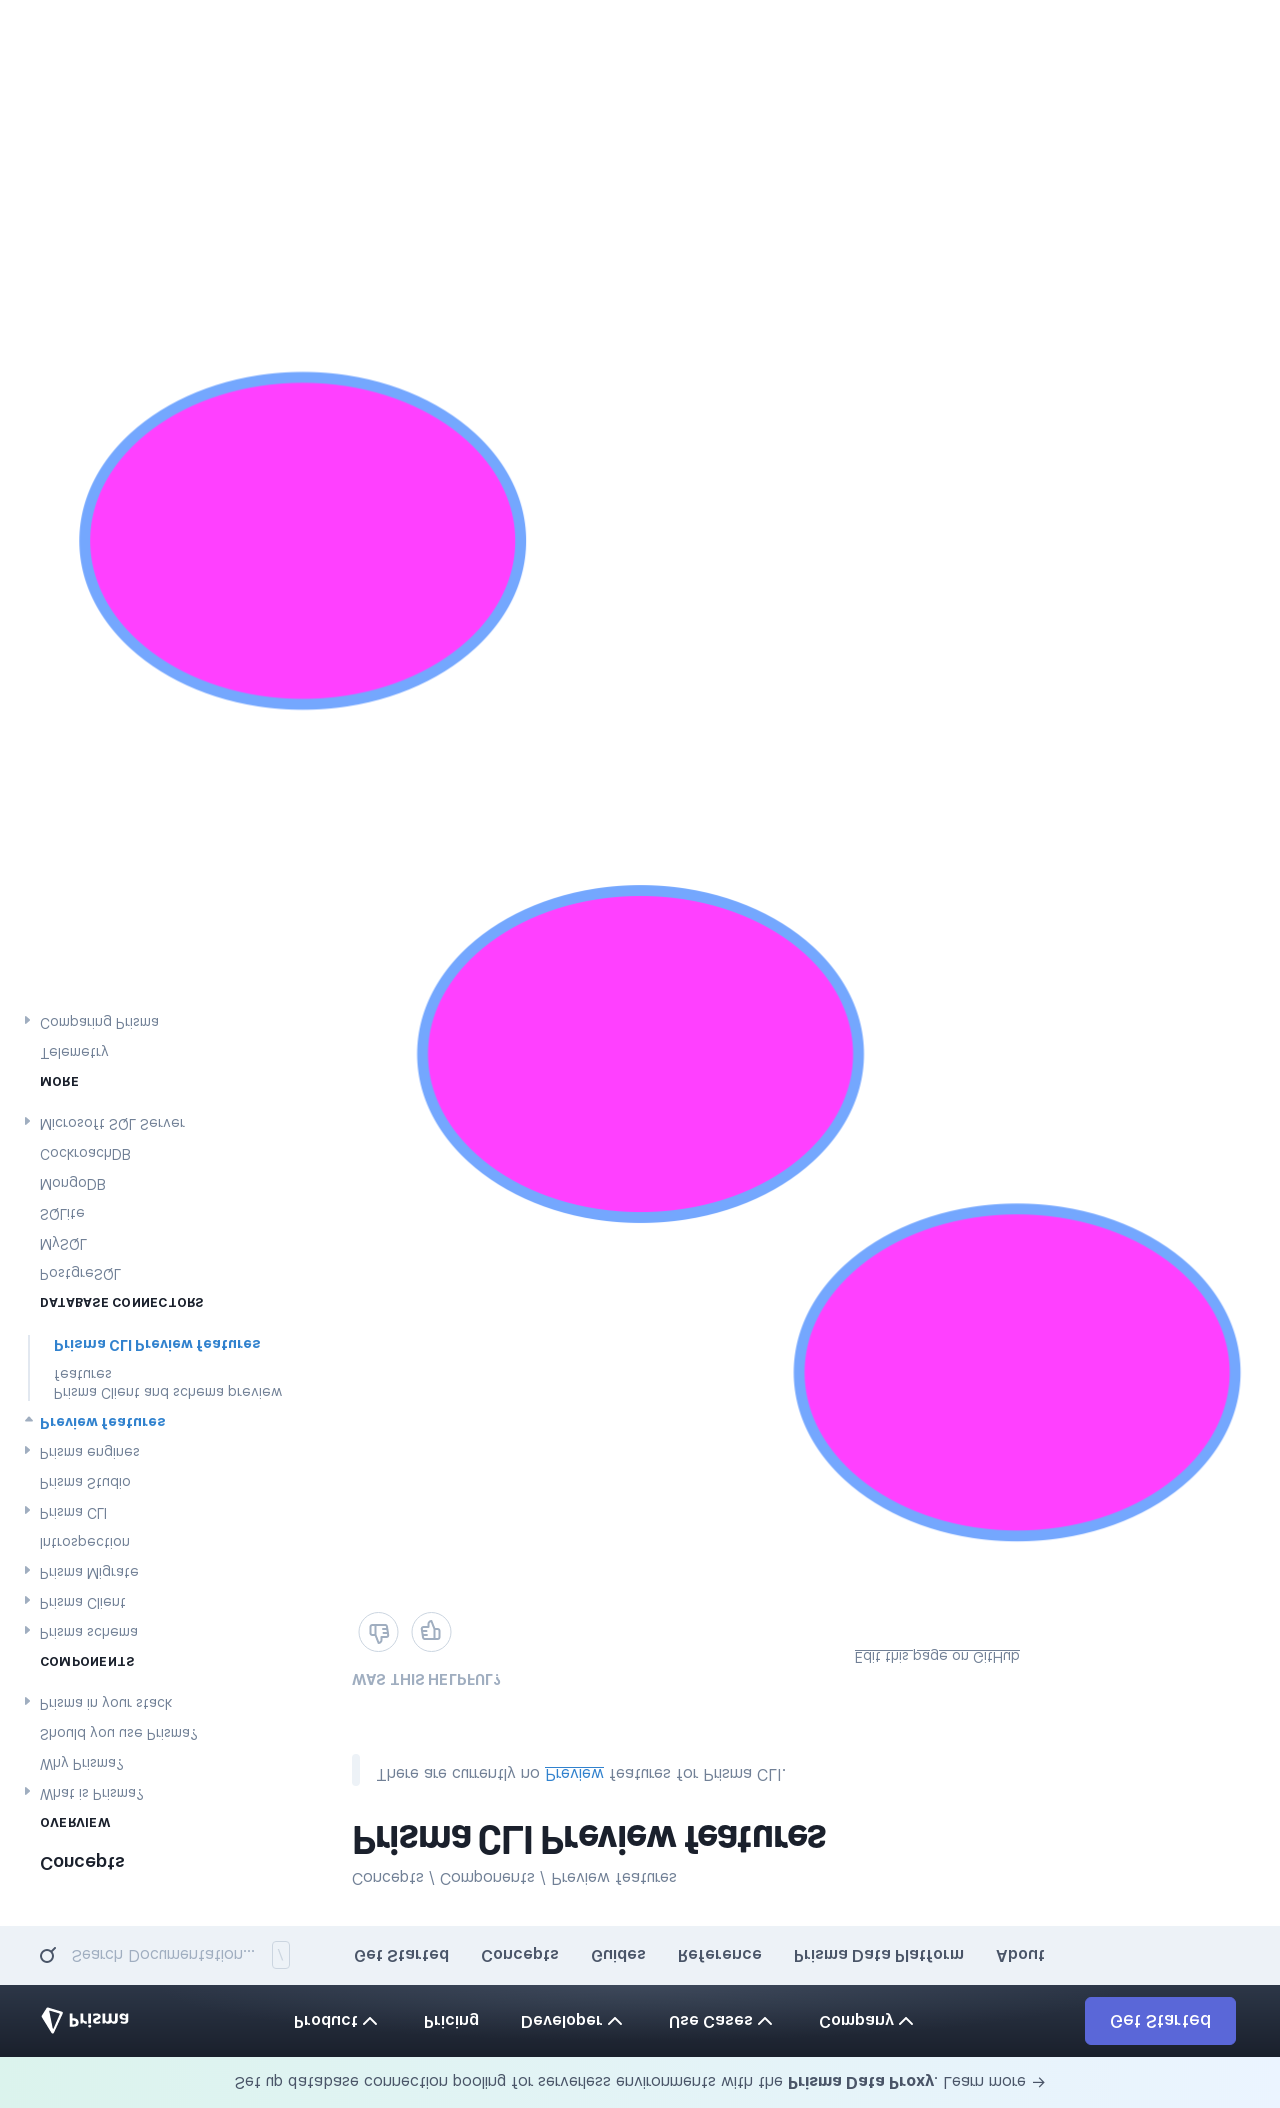 Set up database connection pooling for serverless environments with the Prisma Data Proxy. Learn more →
Prisma
Product
Pricing
Developer
Use Cases
Company
Get Started
Search Documentation... /
Get Started
Concepts
Guides
Reference
Prisma Data Platform
About
Concepts
OVERVIEW
What is Prisma?
Why Prisma?
Should you use Prisma?
Prisma in your stack
COMPONENTS
Prisma schema
Prisma Client
Prisma Migrate
Introspection
Prisma CLI
Prisma Studio
Prisma engines
Preview features
Prisma Client and schema preview
features
Prisma CLI Preview features
DATABASE CONNECTORS
PostgreSQL
MySQL
SQLite
MongoDB
CockroachDB
Microsoft SQL Server
MORE
Telemetry
Comparing Prisma
Concepts / Components / Preview features
Prisma CLI Preview features
There are currently no Preview features for Prisma CLI.
WAS THIS HELPFUL?
Edit this page on GitHub